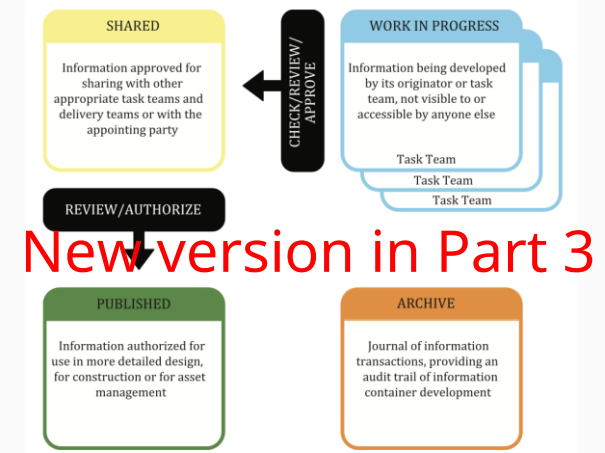 SHARED
Information approved for
sharing with other
appropriate task teams and
delivery teams or with the
appointing party
CHECK/REVIEW/
APPROVE
WORK IN PROGRESS
Information being developed
by its originator or task
team, not visible to or
accessible by anyone else
Task Team
Task Team
Task Team
REVIEW/AUTHORIZE
New version in Part 3
PUBLISHED
Information authorized for
use in more detailed design,
for construction or for asset
management
ARCHIVE
Journal of information
transactions, providing an
audit trail of information
container development